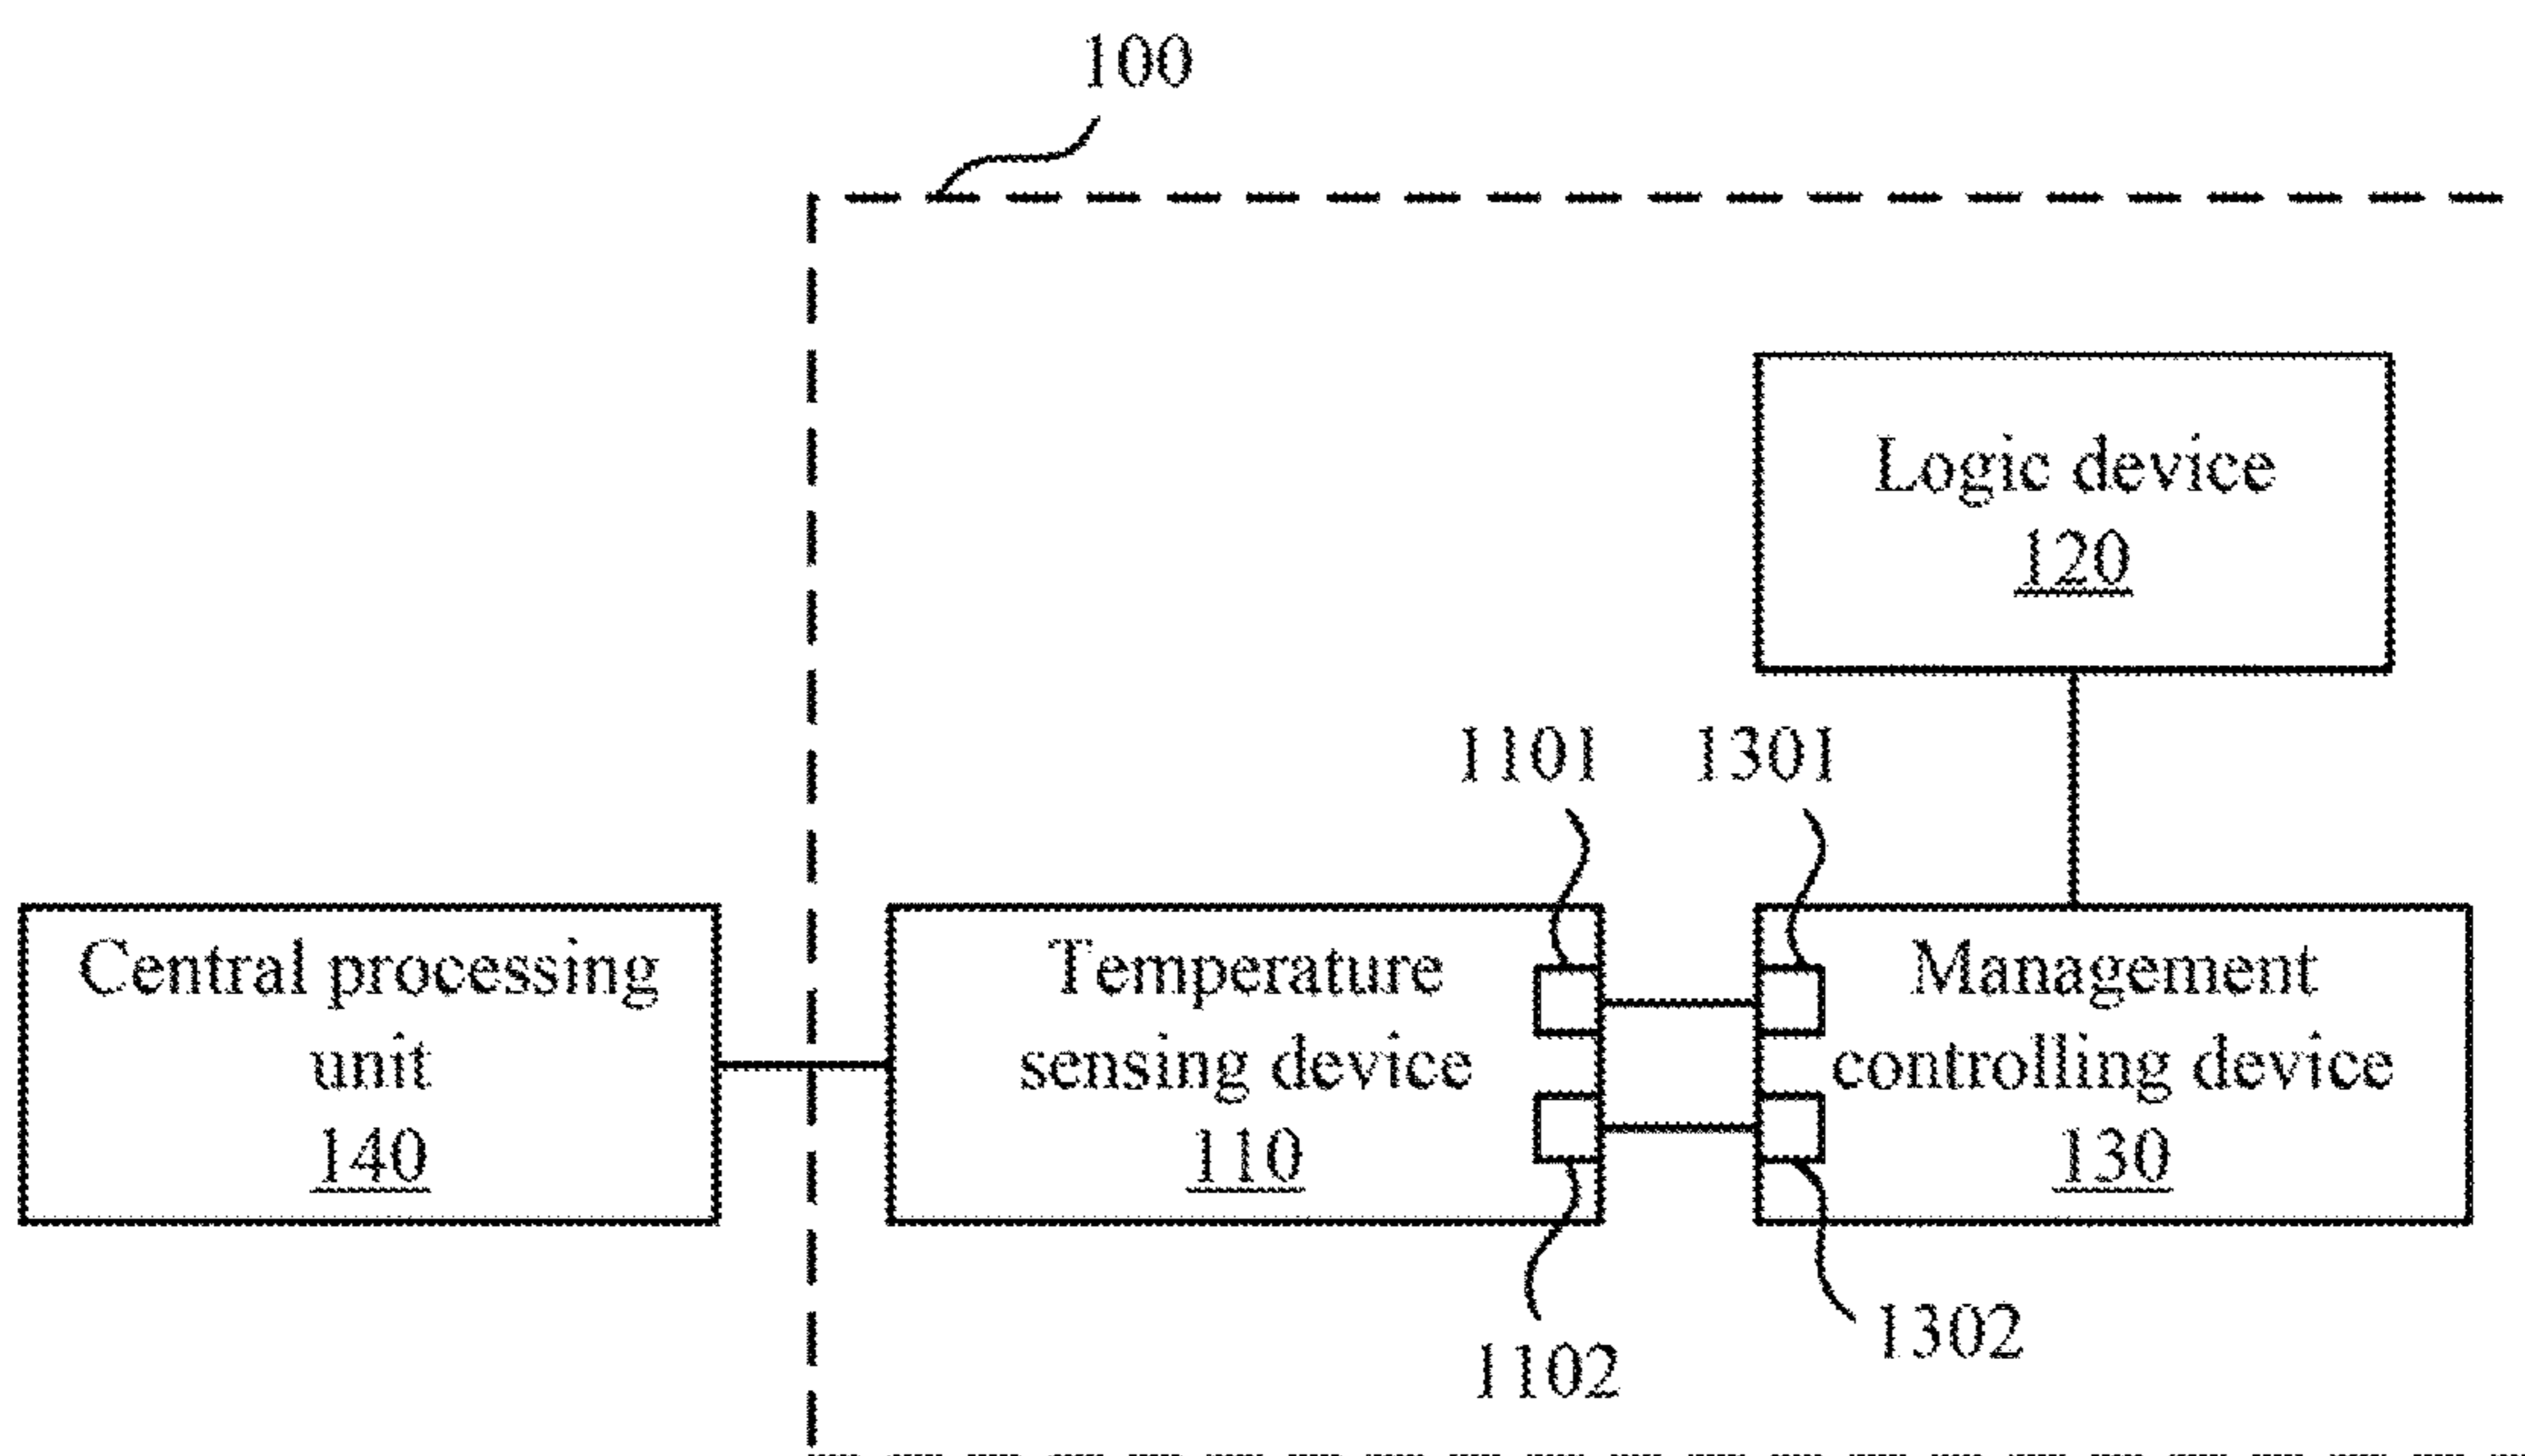 100
Logic device
120
1101
1301
Central processing
unit
140
Temperature
sensing device
110
Management
controlling device
130
1102
1302